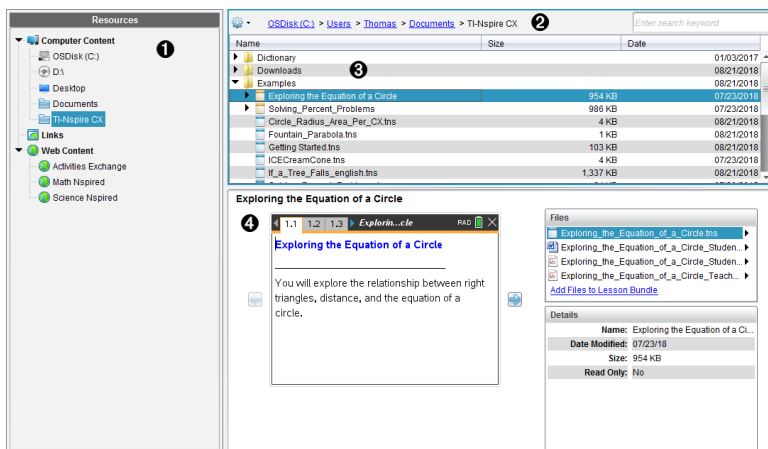 Resources
1
Computer Content
OSDisk (C:)
D:\
Desktop
Documents
TI-Nspire CX
Links
Web Content
Activities Exchange
Math Nspired
Science Nspired
OSDisk (C:) > Users > Thomas > Documents > TI-Nspire CX 2 Enter search keyword
Name Size Date
Dictionary 01/03/2017
Downloads 3 08/21/2018
Examples 08/21/2018
Exploring the Equation of a Circle 954 KB 07/23/2018
Solving_Percent_Problems 986 KB 07/23/2018
Circle_Radius_Area_Per_CX.tns 4 KB 08/21/2018
Fountain_Parabola.tns 1 KB 08/21/2018
Getting Started.tns 103 KB 08/21/2018
ICECreamCone.tns 4 KB 07/23/2018
If_a_Tree_Falls_english.tns 1,337 KB 08/21/2018
Exploring the Equation of a Circle
4
1.1 1.2 1.3 Explorin...cle RAD
Exploring the Equation of a Circle
You will explore the relationship between right
triangles, distance, and the equation of a
circle.
Files
Exploring_the_Equation_of_a_Circle.tns
Exploring_the_Equation_of_a_Circle_Studen...
Exploring_the_Equation_of_a_Circle_Studen...
Exploring_the_Equation_of_a_Circle_Teach...
Add Files to Lesson Bundle
Details
Name: Exploring the Equation of a Ci...
Date Modified: 07/23/18
Size: 954 KB
Read Only: No